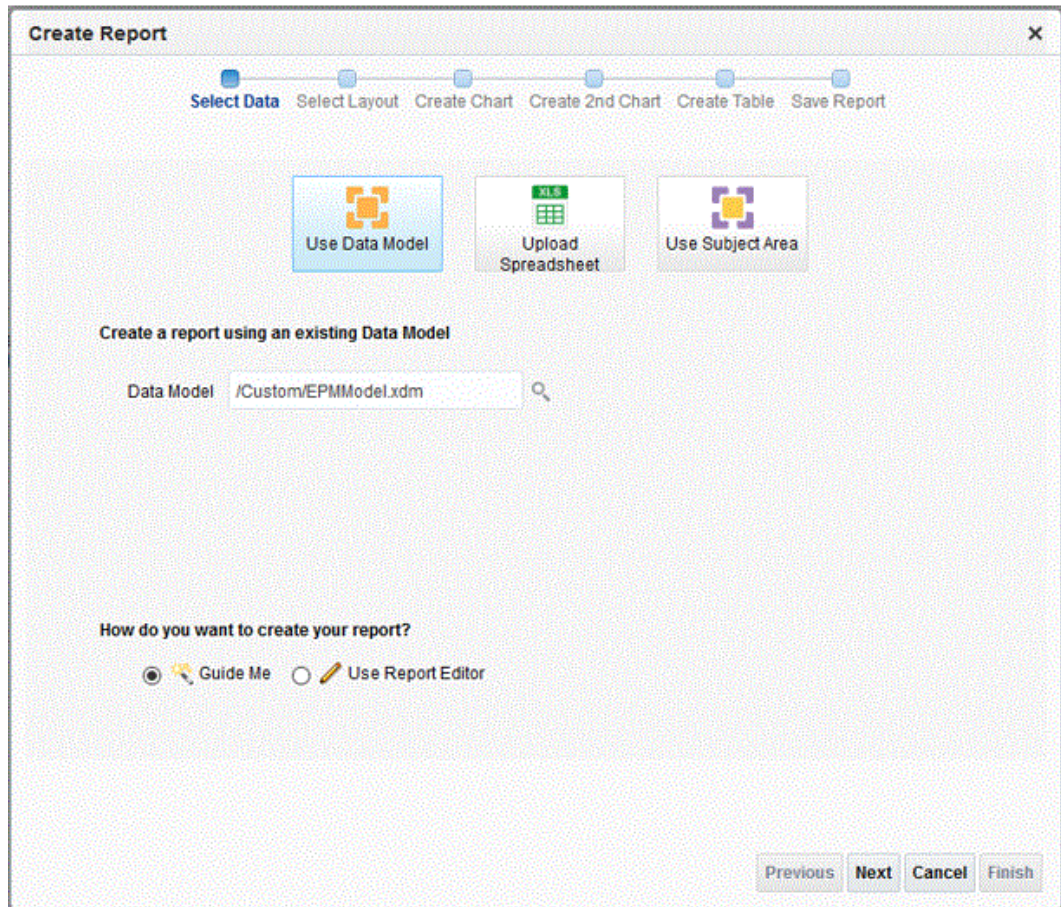 Create Report
Select Data Select Layout Create Chart Create 2nd Chart Create Table Save Report
Use Data Model
XLS
Upload
Spreadsheet
Use Subject Area
Create a report using an existing Data Model
Data Model /Custom/EPMModel.xdm
How do you want to create your report?
Guide Me Use Report Editor
Previous Next Cancel Finish